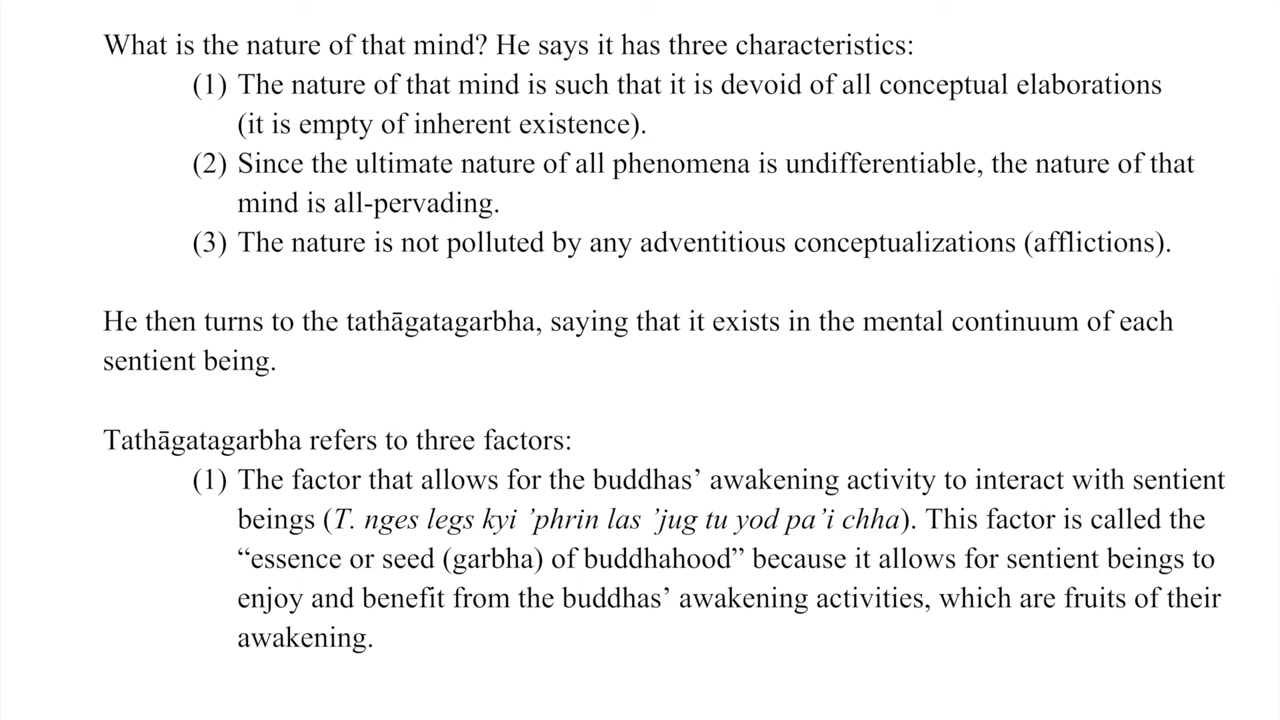 What is the nature of that mind? He says it has three characteristics:
(1) The nature of that mind is such that it is devoid of all conceptual elaborations
(it is empty of inherent existence).
(2) Since the ultimate nature of all phenomena is undifferentiable, the nature of that
mind is all-pervading.
(3) The nature is not polluted by any adventitious conceptualizations (afflictions).
He then turns to the tathāgatagarbha, saying that it exists in the mental continuum of each
sentient being.
Tathāgatagarbha refers to three factors:
(1) The factor that allows for the buddhas’ awakening activity to interact with sentient
beings (T. nges legs kyi ’phrin las ’jug tu yod pa’i chha). This factor is called the
“essence or seed (garbha) of buddhahood” because it allows for sentient beings to
enjoy and benefit from the buddhas’ awakening activities, which are fruits of their
awakening.